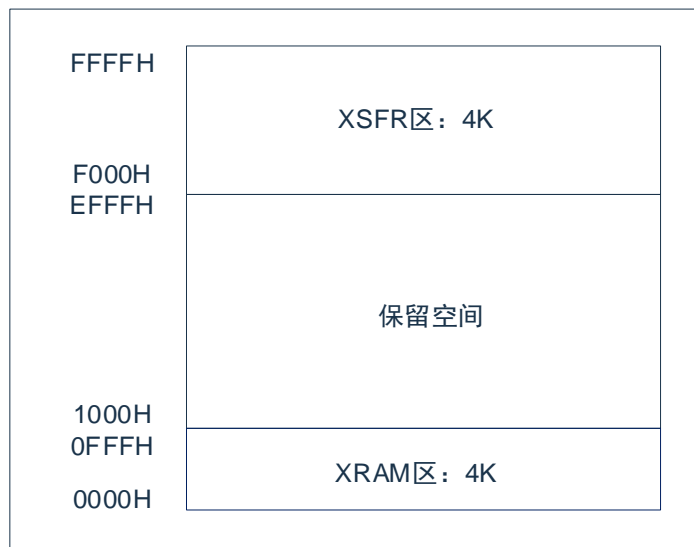 FFFFH
XSFR区：4K
F000H
EFFFH
保留空间
1000H
0FFFH
XRAM区：4K
0000H